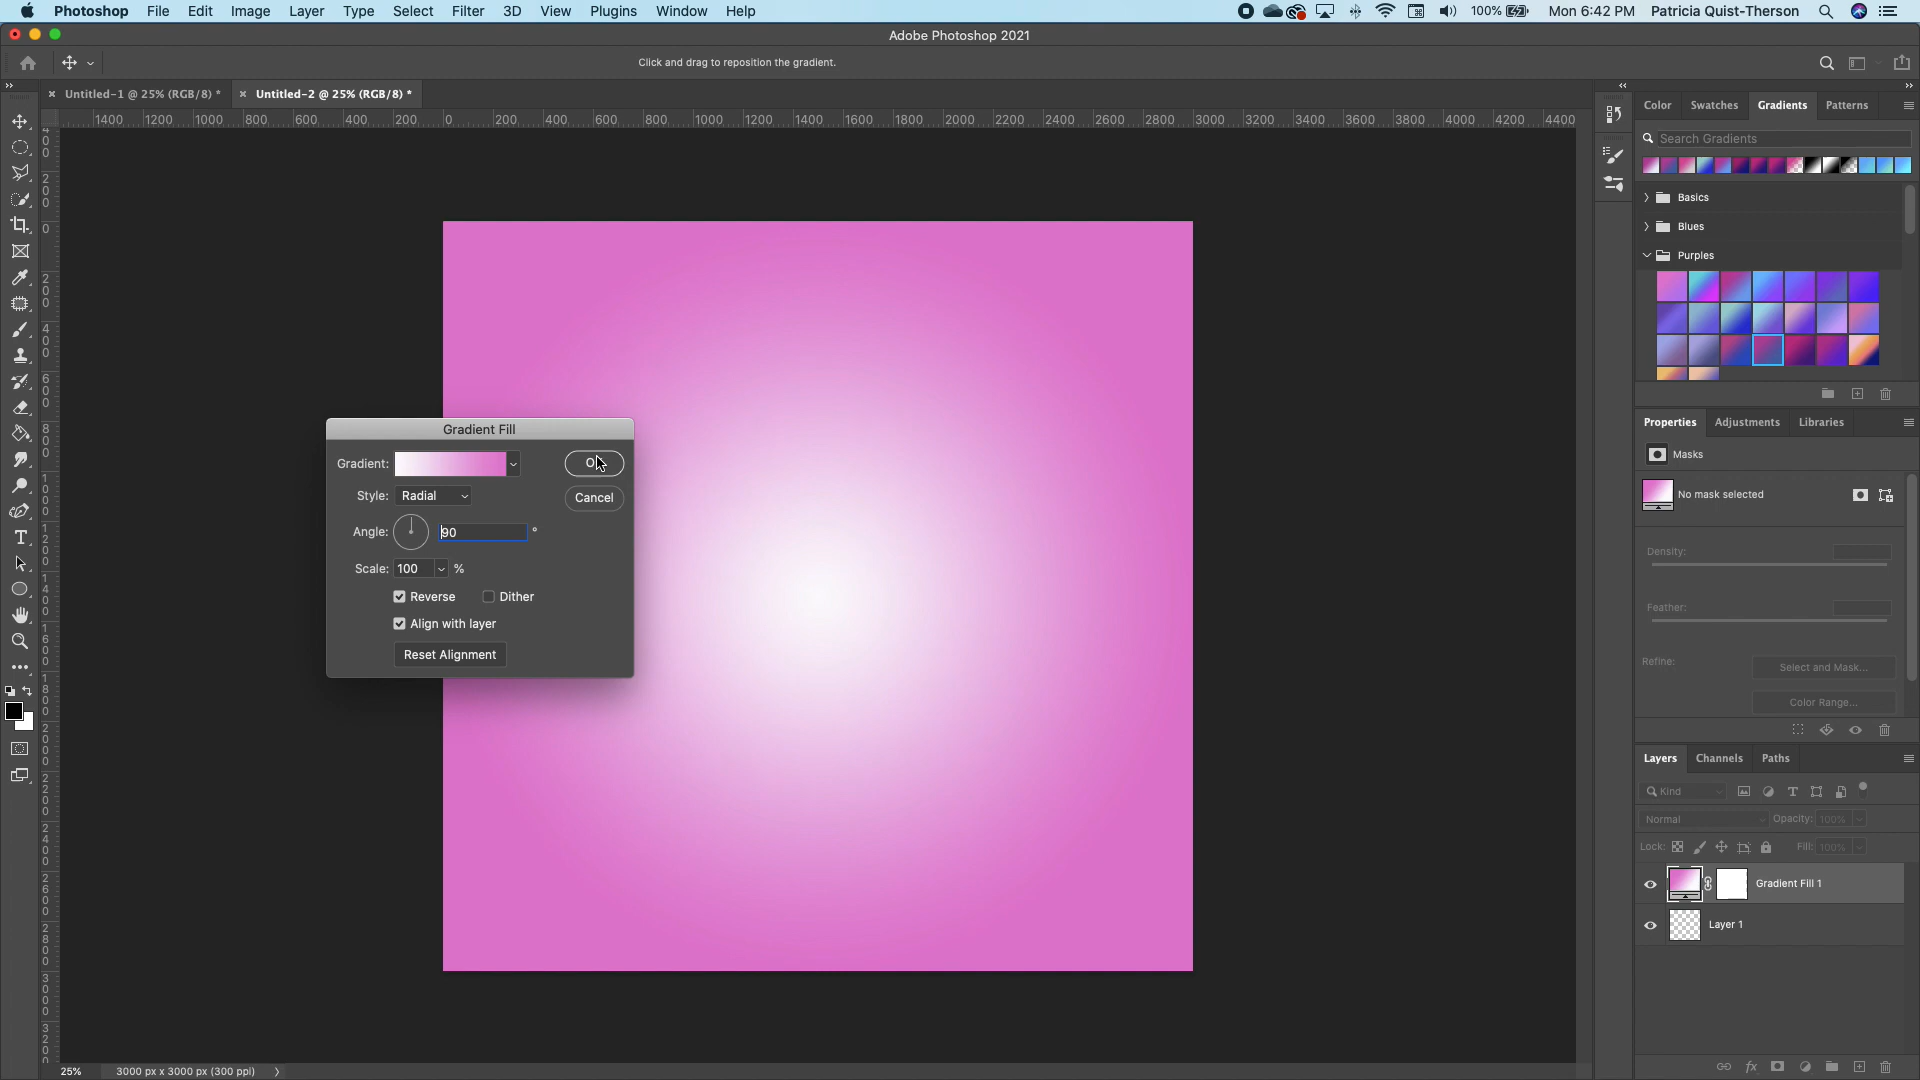 Photoshop File Edit Image Layer Type Select Filter 3D View Plugins Window Help 100% Mon 6:42 PM Patricia Quist-Therson
Adobe Photoshop 2021
Click and drag to reposition the gradient.
Untitled-1 @ 25% (RGB/8) * Untitled-2 @ 25% (RGB/8) *
1400 1200 1000 800 600 400 200 0 200 400 600 800 1000 1200 1400 1600 1800 2000 2200 2400 2600 2800 3000 3200 3400 3600 3800 4000 4200 4400
Color Swatches Gradients Patterns
Search Gradients
Basics
Blues
Purples
Gradient Fill
Gradient:
Cancel
Style: Radial
Angle: 90 °
Scale: 100 %
Reverse Dither
Align with layer
Reset Alignment
Properties Adjustments Libraries
Masks
No mask selected
Density:
Feather:
Refine: Select and Mask...
Color Range...
Layers Channels Paths
Kind
Normal Opacity: 100%
Lock: Fill: 100%
Gradient Fill 1
Layer 1
25% 3000 px x 3000 px (300 ppi)